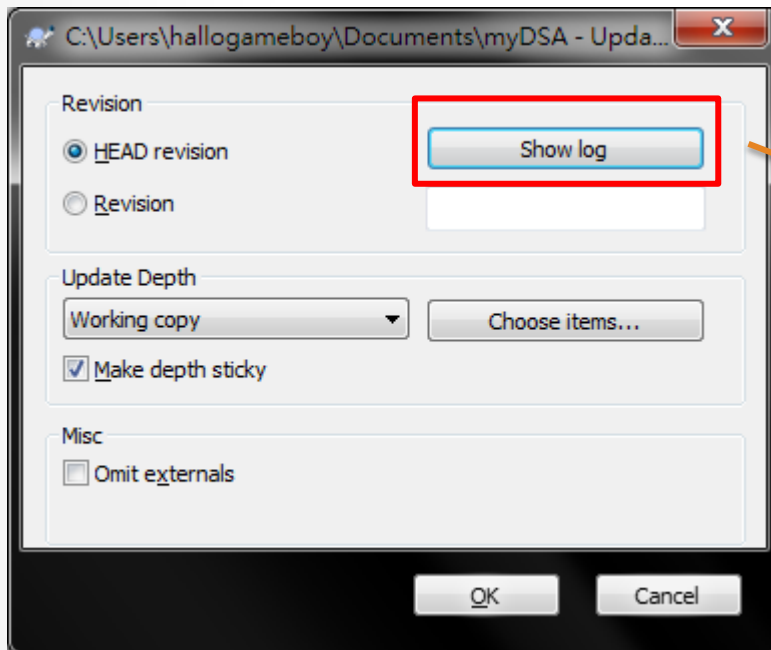 C:\Users\hallogameboy\Documents\myDSA - Upda...
Revision
HEAD revision
Show log
Revision
Update Depth
Working copy
Choose items...
Make depth sticky
Misc
Omit externals
OK
Cancel